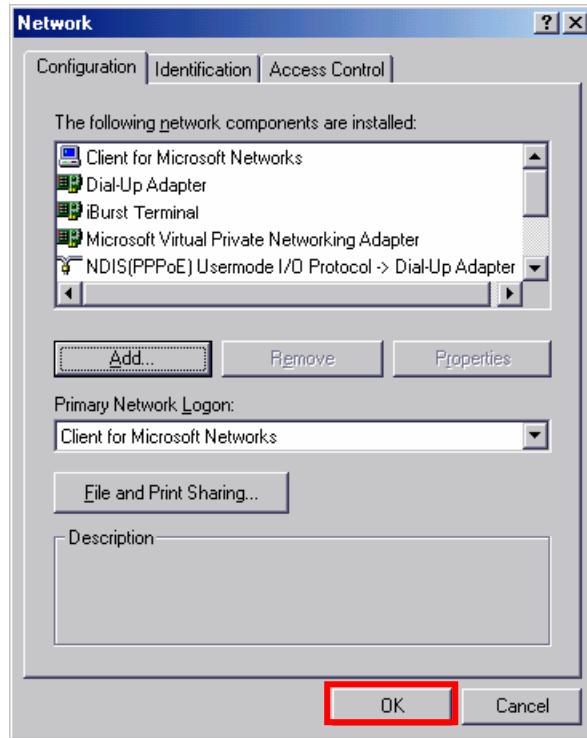 Network
Configuration Identification Access Control
The following network components are installed:
Client for Microsoft Networks
Dial-Up Adapter
iBurst Terminal
Microsoft Virtual Private Networking Adapter
NDIS(PPPoE) Usermode I/O Protocol -> Dial-Up Adapter
Add... Remove Properties
Primary Network Logon:
Client for Microsoft Networks
File and Print Sharing...
Description
OK Cancel